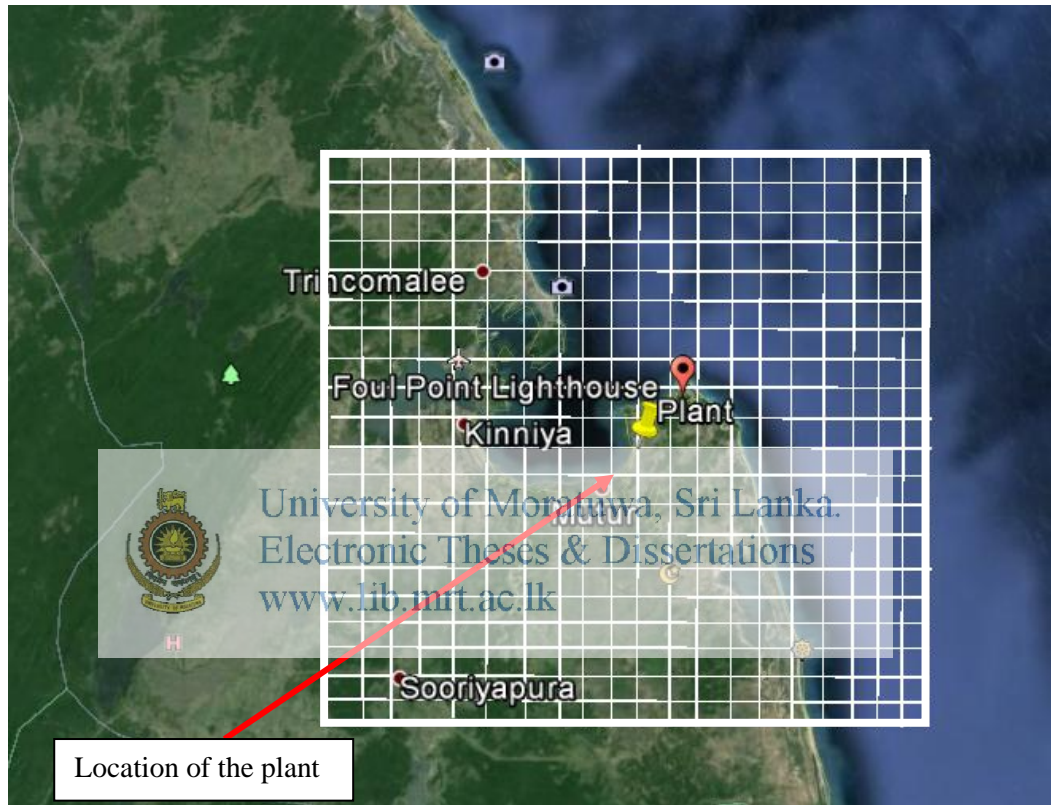 Trincomalee
Foul Point Lighthouse
Plant
Kinniya
University of Moratuwa, Sri Lanka.
Mutur
Electronic Theses & Dissertations
www.lib.mrt.ac.lk
H
Sooriyapura
Location of the plant